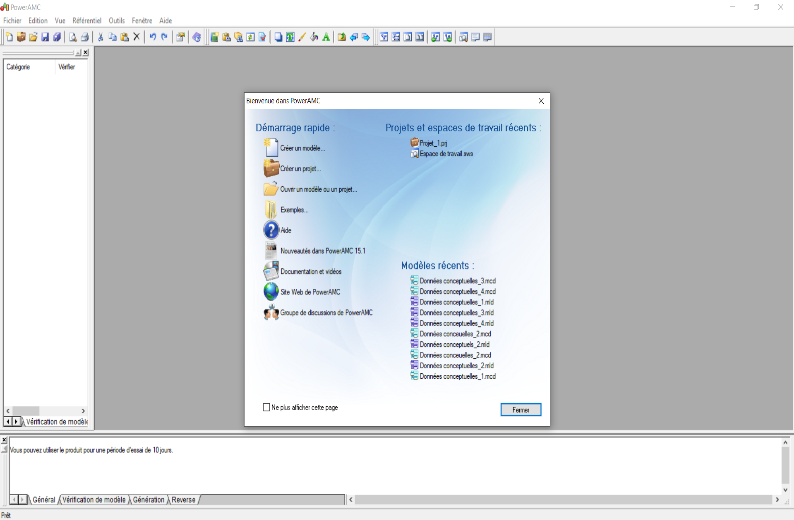 PowerAMC
Fichier Edition Vue Référentiel Outils Fenêtre Aide
Catégorie Vérifier
Bienvenue dans PowerAMC
Démarrage rapide :
Créer un modèle...
Créer un projet...
Ouvrir un modèle ou un projet...
Exemples...
Aide
Nouveautés dans PowerAMC 15.1
Documentation et vidéos
Site Web de PowerAMC
Groupe de discussions de PowerAMC
Projets et espaces de travail récents :
Projet_1.prj
Espace de travail.sws
Modèles récents :
Données conceptuelles_3.mcd
Données conceptuelles_4.mcd
Données conceptuelles_1.mld
Données conceptuelles_3.mld
Données conceptuelles_4.mld
Données conceuelles_2.mcd
Données conceptuels_2.mld
Données conceuelles_2.mcd
Données conceptuelles_2.mld
Données conceptuelles_1.mcd
Ne plus afficher cette page
Fermer
Vérification de modèle
Vous pouvez utiliser le produit pour une période d'essai de 10 jours.
Général Vérification de modèle Génération Reverse
Prêt